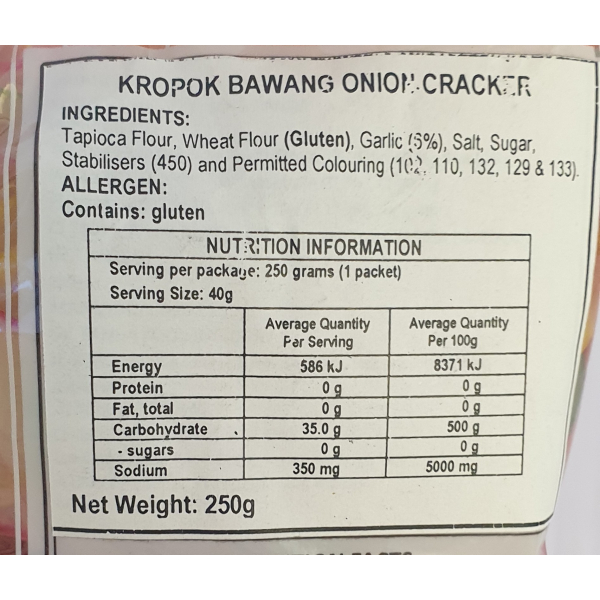 KROPOK BAWANG ONION CRACKER
INGREDIENTS:
Tapioca Flour, Wheat Flour (Gluten), Garlic (6%), Salt, Sugar,
Stabilisers (450) and Permitted Colouring (102, 110, 132, 129 & 133).
ALLERGEN:
Contains: gluten
NUTRITION INFORMATION
Serving per package: 250 grams (1 packet)
Serving Size: 40g
Average Quantity Average Quantity
Per Serving Per 100g
Energy 586 kJ 8371 kJ
Protein 0 g 0 g
Fat, total 0 g 0 g
Carbohydrate 35.0 g 500 g
- sugars 0 g 0 g
Sodium 350 mg 5000 mg
Net Weight: 250g